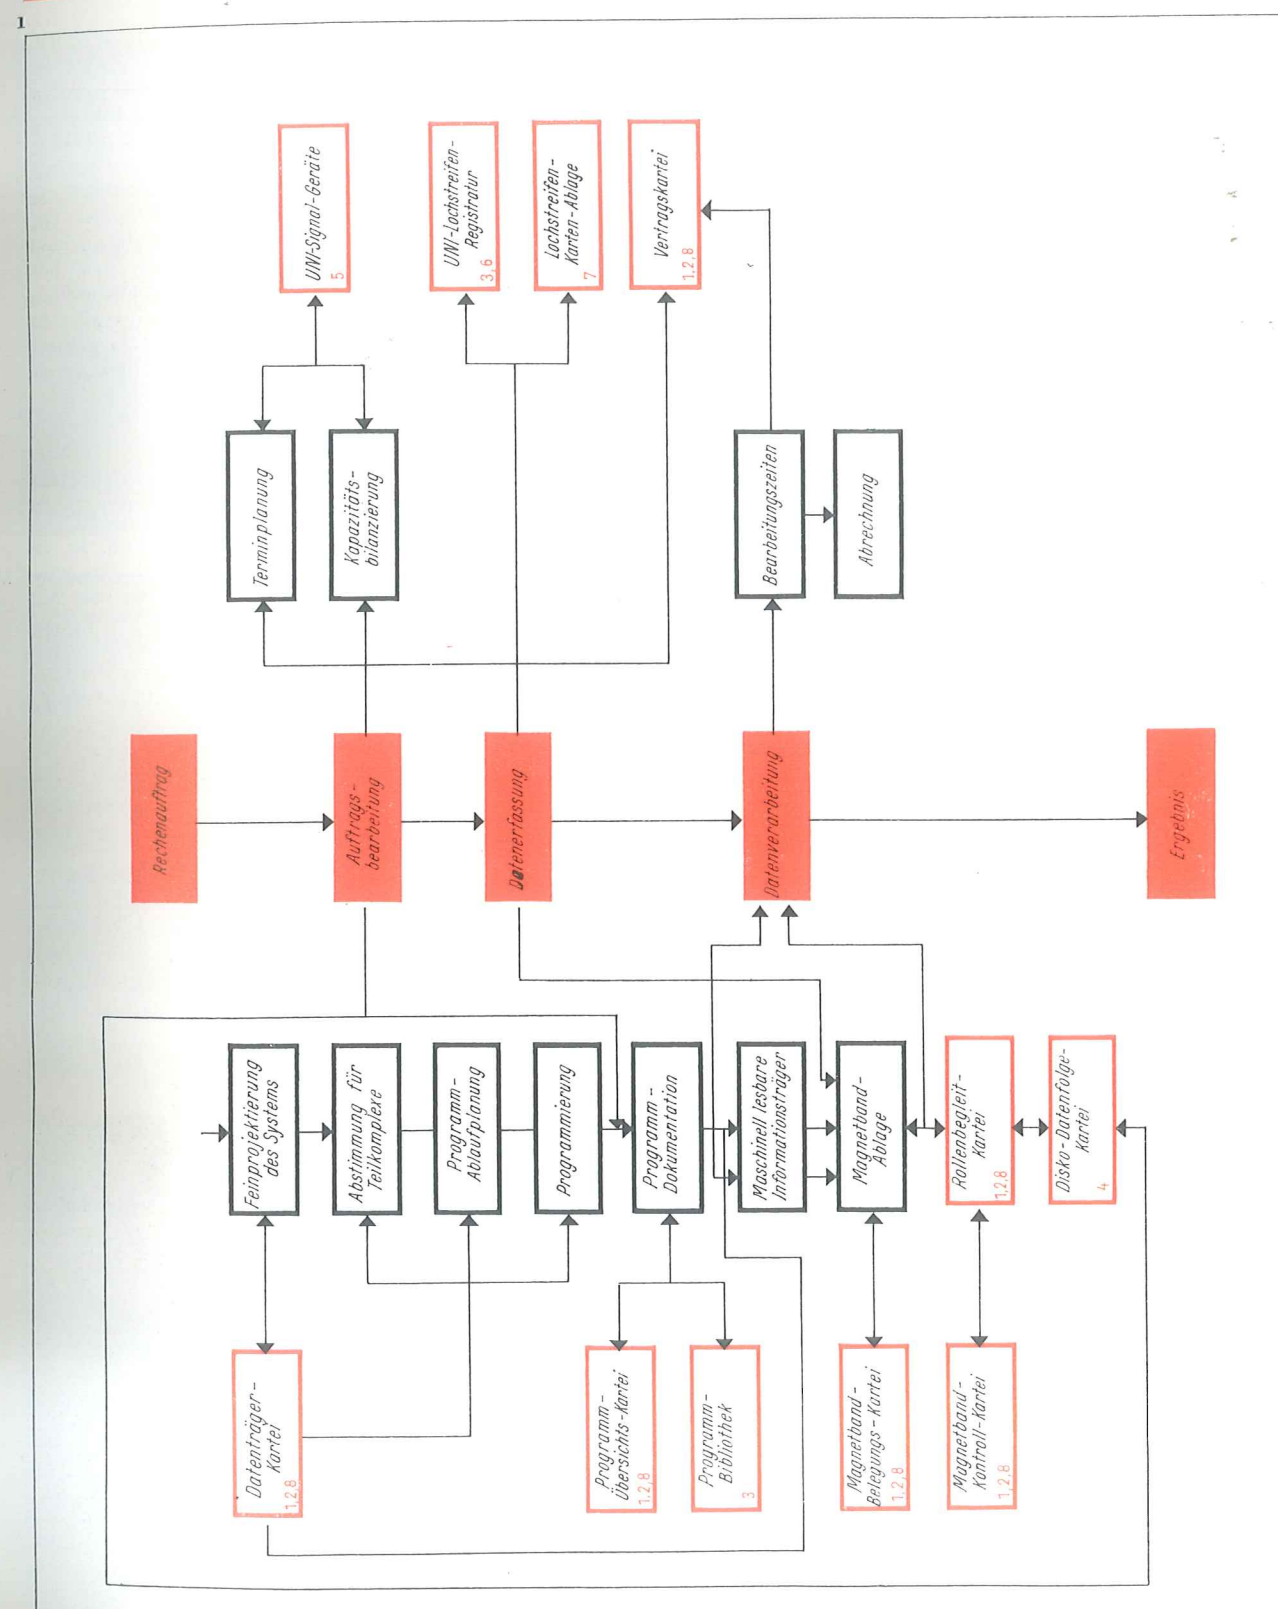 1
UNI-Signal-Geräte
5
UNI-Lochstreifen-
Registratur
3,6
Lochstreifen-
Karten-Ablage
7
Vertragskartei
1,2,8
Terminplanung
Kapazitäts-
bilanzierung
Bearbeitungszeiten
Abrechnung
Rechenauftrag
Auftrags-
bearbeitung
Datenerfassung
Datenverarbeitung
Ergebnis
Feinprojektierung
des Systems
Abstimmung für
Teilkomplexe
Programm-
Ablaufplanung
Programmierung
Programm-
Dokumentation
Maschinell lesbare
Informationsträger
Magnetband-
Ablage
Rollenbegleit-
Kartei
1,2,8
Disko-Datenfolge-
Kartei
4
Datenträger-
Kartei
1,2,8
Programm-
Übersichts-Kartei
1,2,8
Programm-
Bibliothek
3
Magnetband-
Belegungs-Kartei
1,2,8
Magnetband-
Kontroll-Kartei
1,2,8